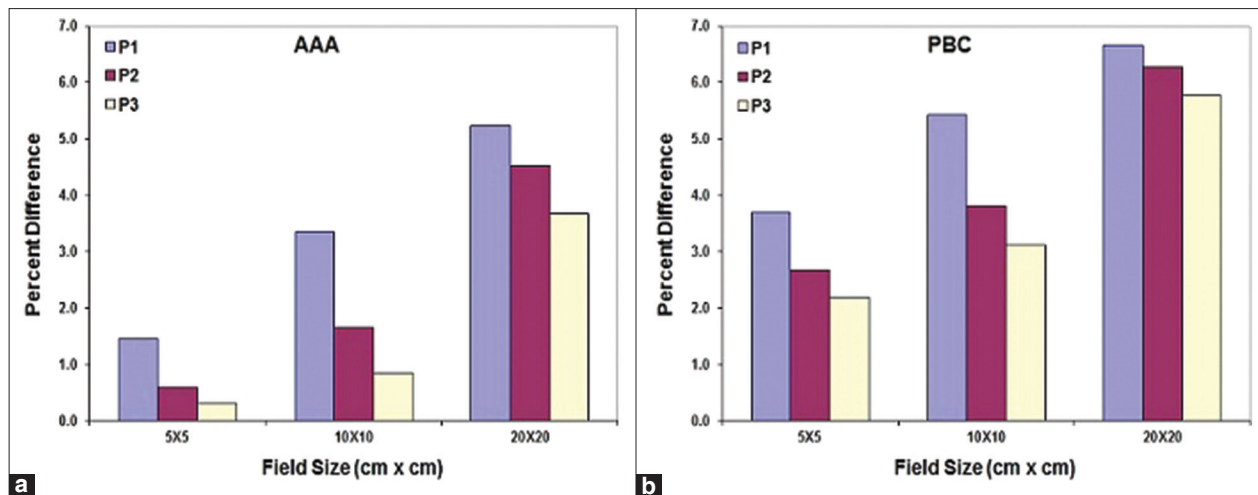 AAA
P1
P2
P3
Percent Difference
7.0
6.0
5.0
4.0
3.0
2.0
1.0
0.0
5X5 10X10 20X20
Field Size (cm x cm)
a
PBC
P1
P2
P3
Percent Difference
7.0
6.0
5.0
4.0
3.0
2.0
1.0
0.0
5X5 10X10 20X20
Field Size (cm x cm)
b